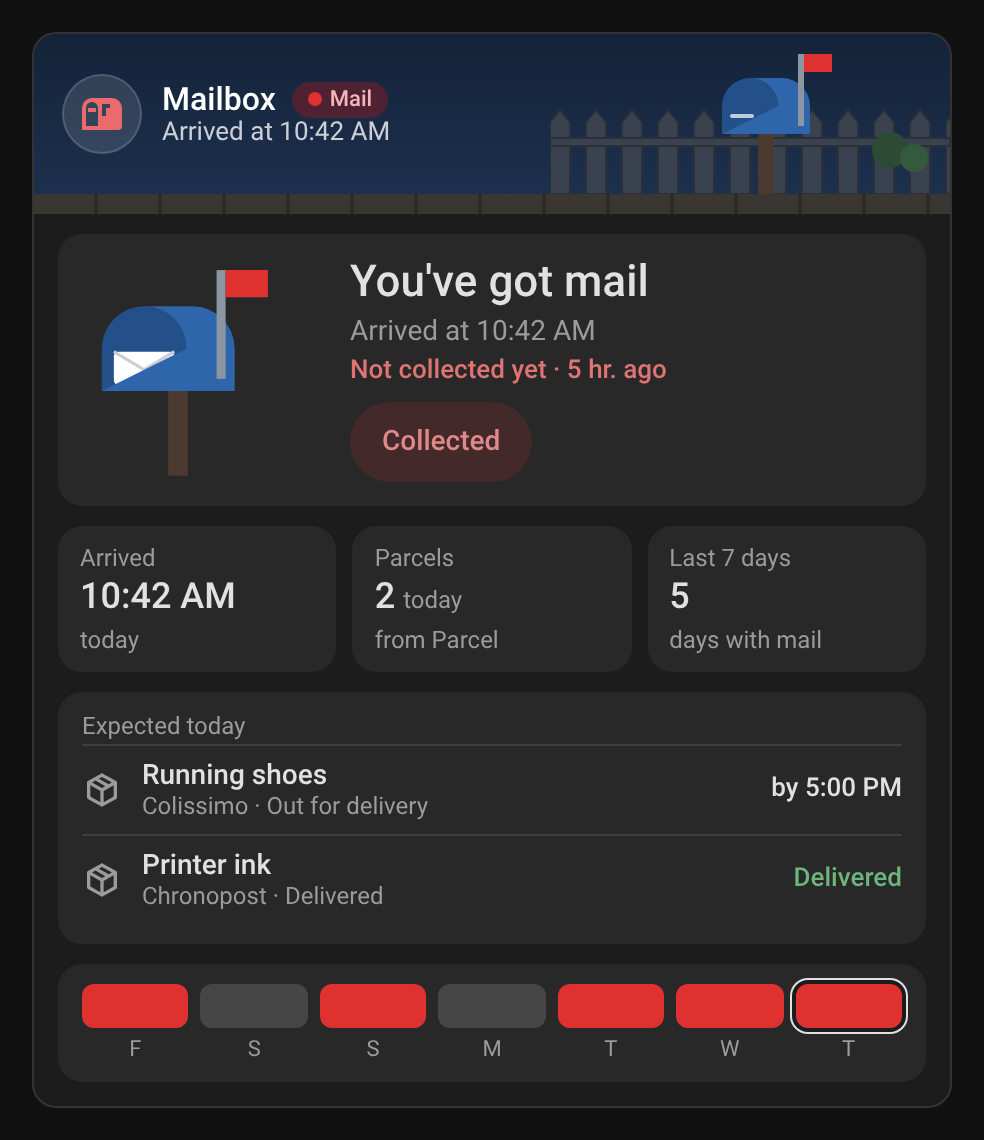 Mailbox
Mail
Arrived at 10:42 AM
You've got mail
Arrived at 10:42 AM
Not collected yet · 5 hr. ago
Collected
Arrived
10:42 AM
today
Parcels
2 today
from Parcel
Last 7 days
5
days with mail
Expected today
Running shoes
Colissimo · Out for delivery
by 5:00 PM
Printer ink
Chronopost · Delivered
Delivered
F S S M T W T